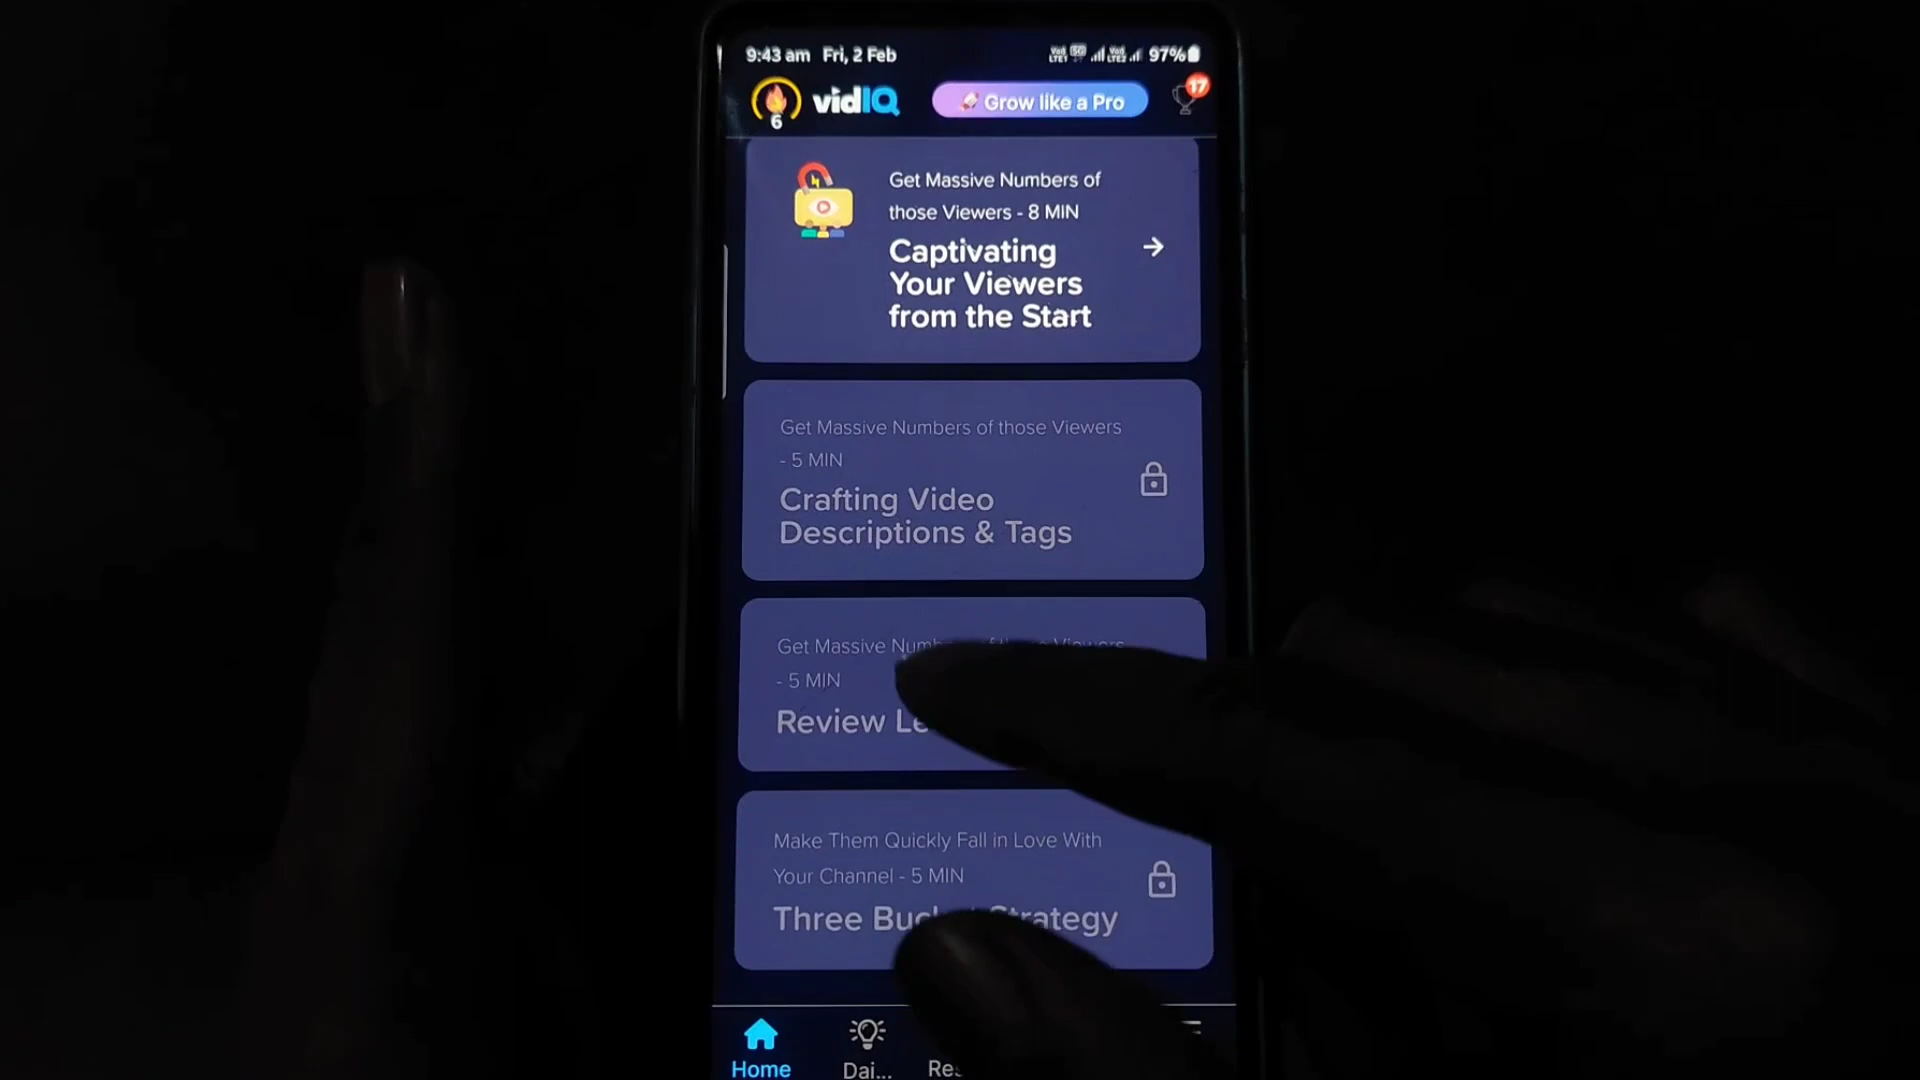 9:43 am Fri, 2 Feb
97%
6
vidIQ
Grow like a Pro
17
Get Massive Numbers of
those Viewers - 8 MIN
Captivating
Your Viewers
from the Start
Get Massive Numbers of those Viewers
- 5 MIN
Crafting Video
Descriptions & Tags
Get Massive
- 5 MIN
Review
Make Them Quickly Fall in Love With
Your Channel - 5 MIN
Three Bucket Strategy
Home
Dai...